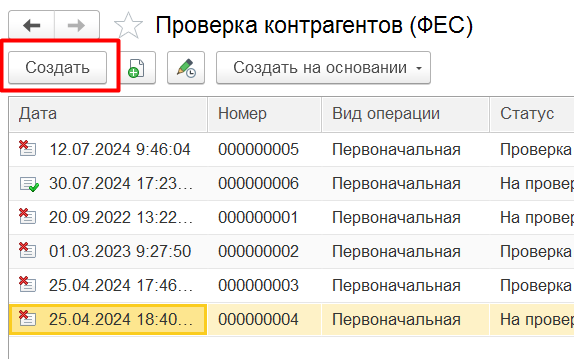 Проверка контрагентов (ФЕС)
Создать Создать на основании
Дата Номер Вид операции Статус
12.07.2024 9:46:04 000000005 Первоначальная Проверка
30.07.2024 17:23... 000000006 Первоначальная На провер
20.09.2022 13:22... 000000001 Первоначальная На провер
01.03.2023 9:27:50 000000002 Первоначальная Проверка
25.04.2024 17:46... 000000003 Первоначальная Проверка
25.04.2024 18:40... 000000004 Первоначальная На провер